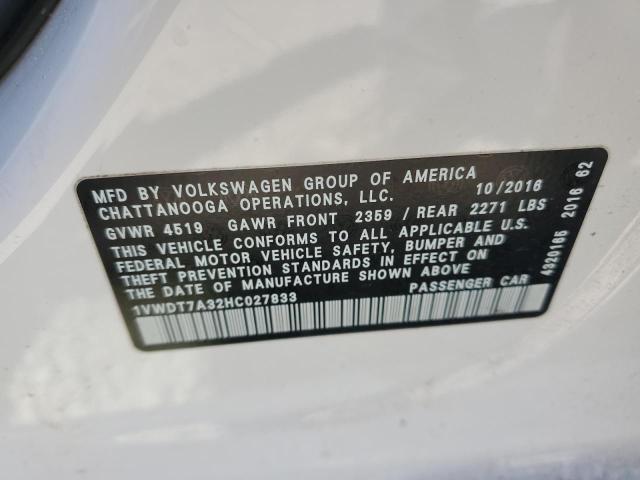 MFD BY VOLKSWAGEN GROUP OF AMERICA
CHATTANOOGA OPERATIONS, LLC. 10/2016
GVWR 4519 GAWR FRONT 2359 / REAR 2271 LBS
THIS VEHICLE CONFORMS TO ALL APPLICABLE U.S.
FEDERAL MOTOR VEHICLE SAFETY, BUMPER AND
THEFT PREVENTION STANDARDS IN EFFECT ON
THE DATE OF MANUFACTURE SHOWN ABOVE
1VWDT7A32HC027833 PASSENGER CAR
4320166 2016 62